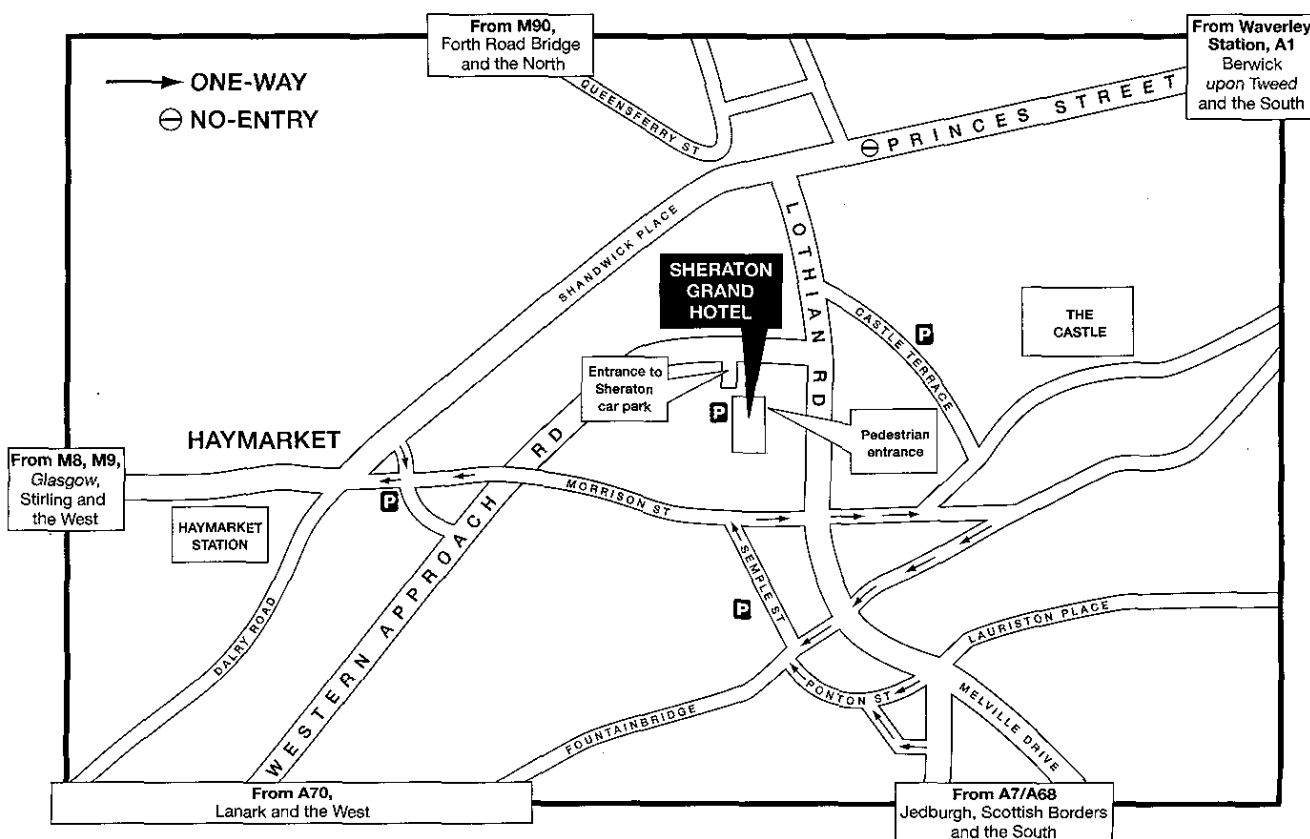 From M90,
Forth Road Bridge
and the North
From Waverley
Station, A1
Berwick
upon Tweed
and the South
ONE-WAY
NO-ENTRY
QUEENSFERRY ST
PRINCES STREET
SHANDWICK PLACE
LOTHIAN RD
SHERATON
GRAND
HOTEL
CASTLE TERRACE
P
THE
CASTLE
Entrance to
Sheraton
car park
P
Pedestrian
entrance
HAYMARKET
From M8, M9,
Glasgow,
Stirling and
the West
P
HAYMARKET
STATION
MORRISON ST
WESTERN APPROACH RD
DALRY ROAD
SEMPLE ST
P
LAURISTON PLACE
PONTON ST
MELVILLE DRIVE
FOUNTAINBRIDGE
From A70,
Lanark and the West
From A7/A68
Jedburgh, Scottish Borders
and the South